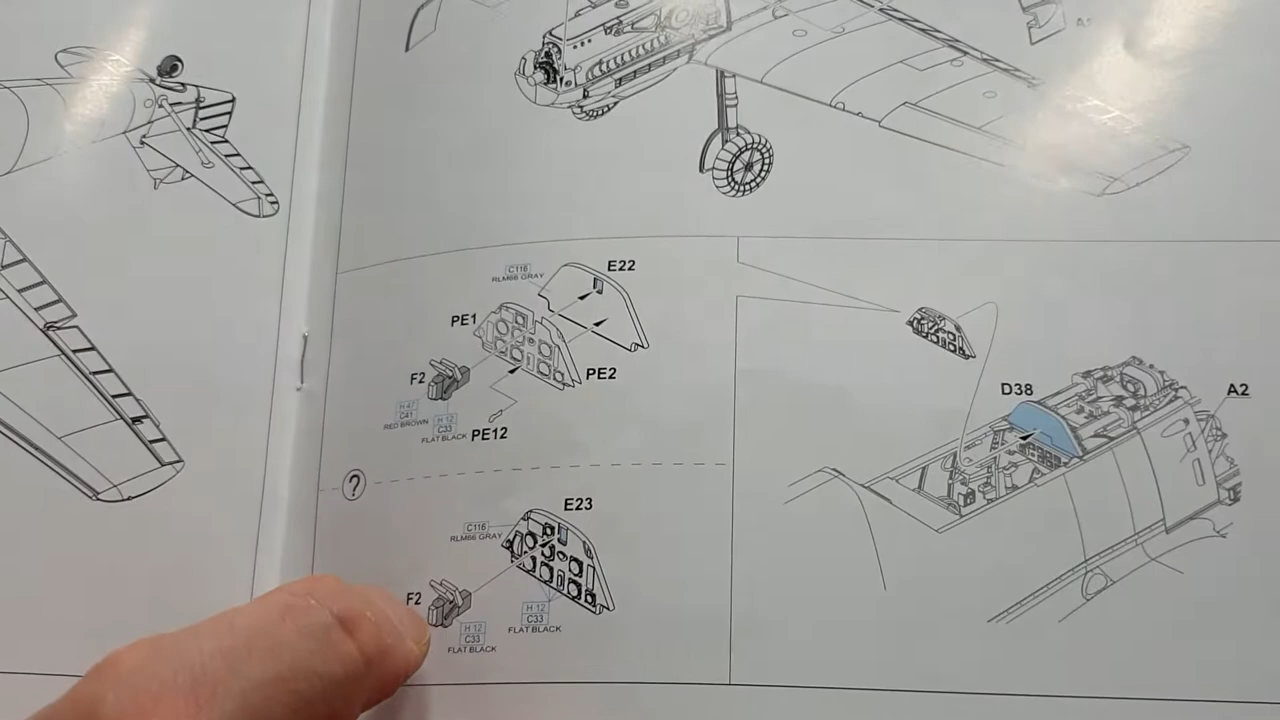 C116
RLM66 GRAY
E22
PE1
PE2
F2
H 47
C41
RED BROWN
H 12
C33
FLAT BLACK
PE12
D38
A2
?
E23
C116
RLM66 GRAY
F2
H 12
C33
FLAT BLACK
H 12
C33
FLAT BLACK